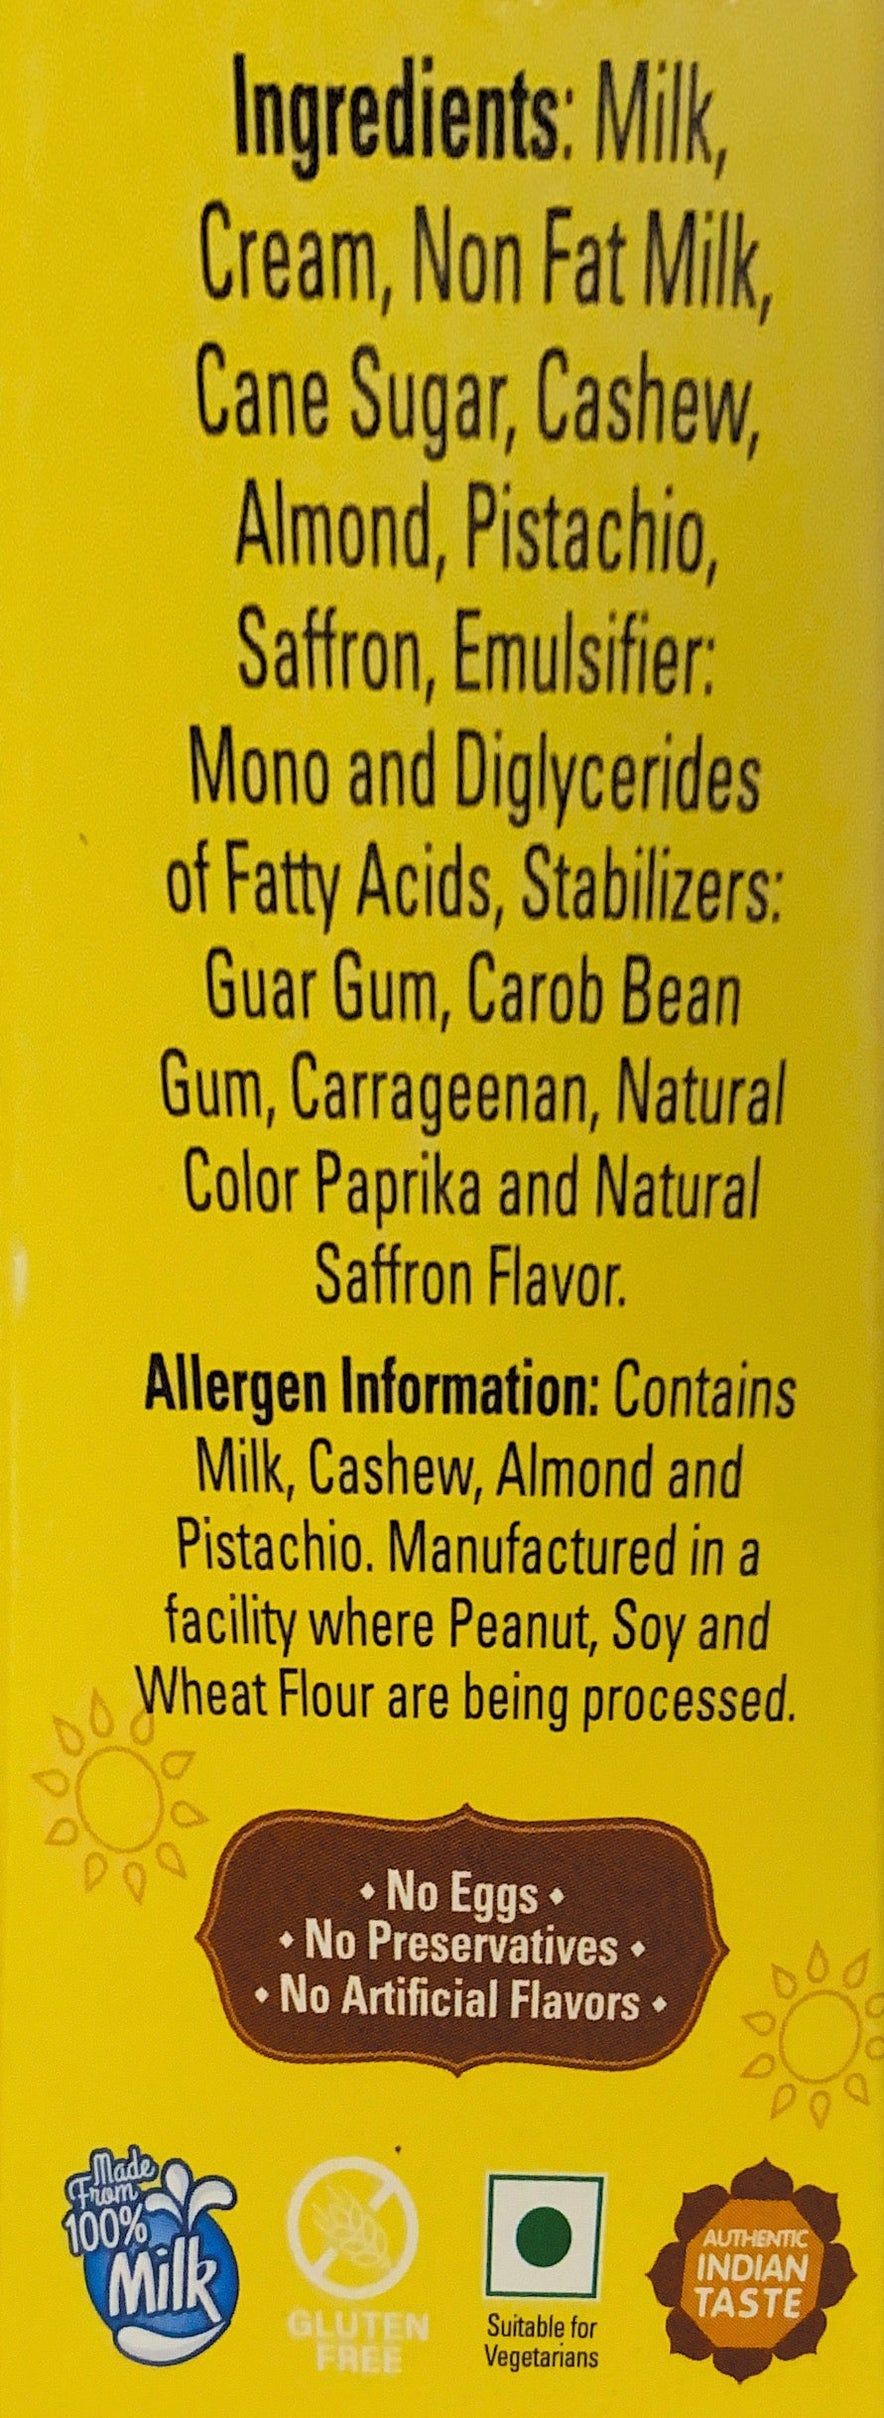 Ingredients: Milk,
Cream, Non Fat Milk,
Cane Sugar, Cashew,
Almond, Pistachio,
Saffron, Emulsifier:
Mono and Diglycerides
of Fatty Acids, Stabilizers:
Guar Gum, Carob Bean
Gum, Carrageenan, Natural
Color Paprika and Natural
Saffron Flavor.
Allergen Information: Contains
Milk, Cashew, Almond and
Pistachio. Manufactured in a
facility where Peanut, Soy and
Wheat Flour are being processed.
• No Eggs •
• No Preservatives •
• No Artificial Flavors •
Made
From
100%
Milk
GLUTEN
FREE
Suitable for
Vegetarians
AUTHENTIC
INDIAN
TASTE